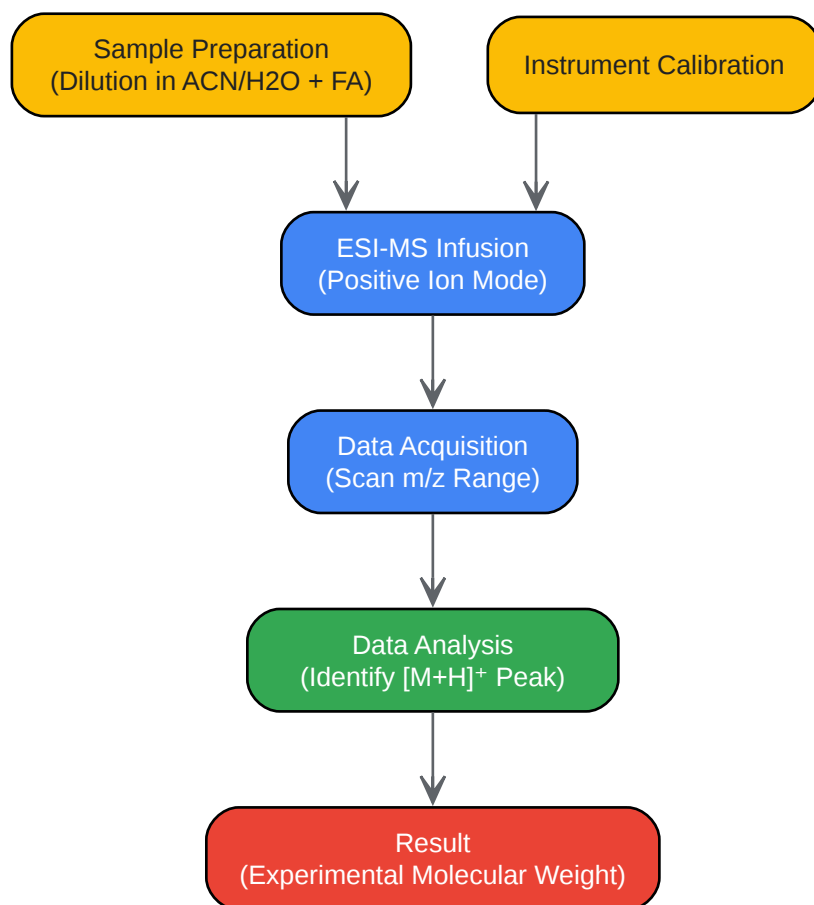 Sample Preparation
(Dilution in ACN/H2O + FA)
Instrument Calibration
ESI-MS Infusion
(Positive Ion Mode)
Data Acquisition
(Scan m/z Range)
Data Analysis
(Identify [M+H]⁺ Peak)
Result
(Experimental Molecular Weight)